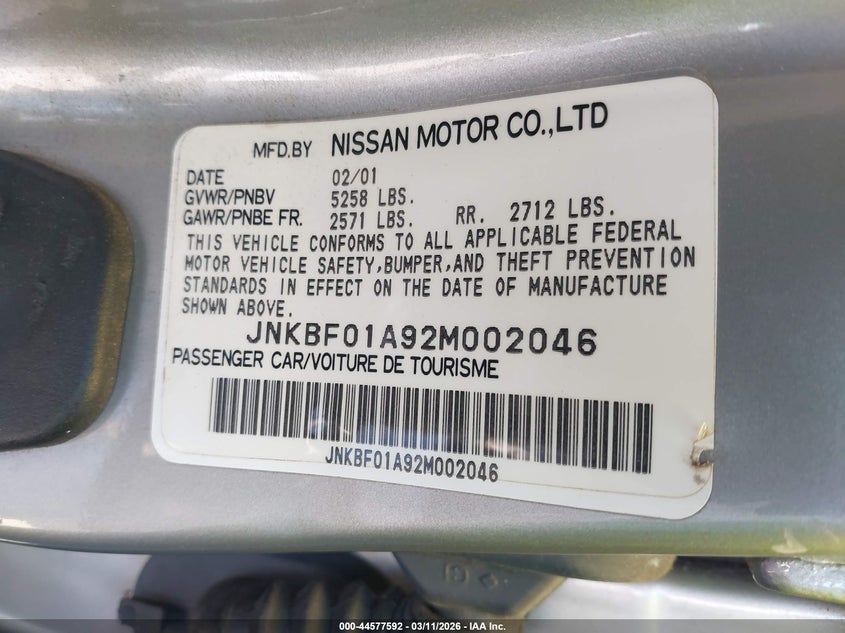 MFD.BY NISSAN MOTOR CO.,LTD
DATE 02/01
GVWR/PNBV 5258 LBS.
GAWR/PNBE FR. 2571 LBS. RR. 2712 LBS.
THIS VEHICLE CONFORMS TO ALL APPLICABLE FEDERAL
MOTOR VEHICLE SAFETY,BUMPER,AND THEFT PREVENTION
STANDARDS IN EFFECT ON THE DATE OF MANUFACTURE
SHOWN ABOVE.
JNKBF01A92M002046
PASSENGER CAR/VOITURE DE TOURISME
JNKBF01A92M002046
000-44577592 - 03/11/2026 - IAA Inc.